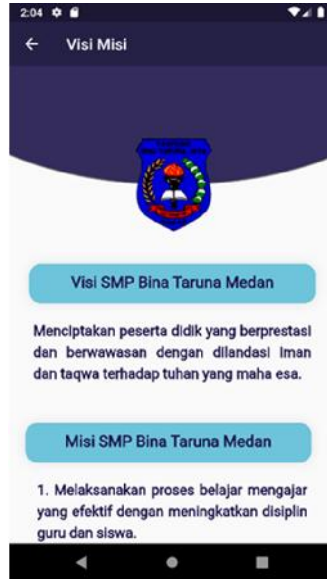 2:04
Visi Misi
Visi SMP Bina Taruna Medan
Menciptakan peserta didik yang berprestasi
dan berwawasan dengan dilandasi iman
dan taqwa terhadap tuhan yang maha esa.
Misi SMP Bina Taruna Medan
1. Melaksanakan proses belajar mengajar
yang efektif dengan meningkatkan disiplin
guru dan siswa.